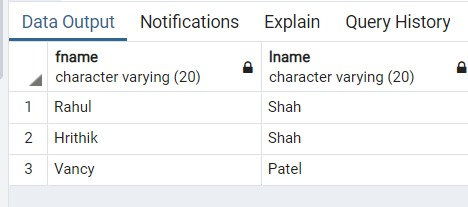 Data Output Notifications Explain Query History
fname lname
character varying (20) character varying (20)
1 Rahul Shah
2 Hrithik Shah
3 Vancy Patel